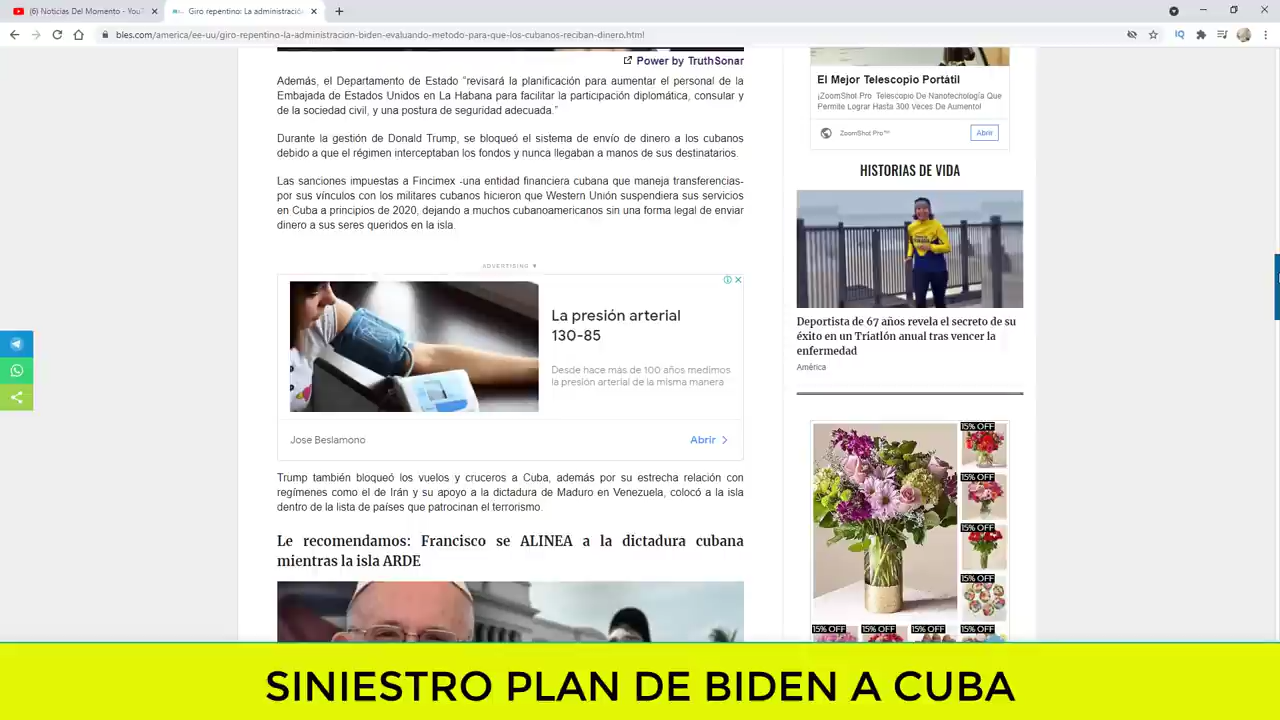 (6) Noticias Del Momento - YouT
Giro repentino: La administració
bles.com/america/ee-uu/giro-repentino-la-administracion-biden-evaluando-metodo-para-que-los-cubanos-reciban-dinero.html
IQ
Power by TruthSonar
Además, el Departamento de Estado "revisará la planificación para aumentar el personal de la
Embajada de Estados Unidos en La Habana para facilitar la participación diplomática, consular y
de la sociedad civil, y una postura de seguridad adecuada."
Durante la gestión de Donald Trump, se bloqueó el sistema de envío de dinero a los cubanos
debido a que el régimen interceptaban los fondos y nunca llegaban a manos de sus destinatarios.
Las sanciones impuestas a Fincimex -una entidad financiera cubana que maneja transferencias-
por sus vínculos con los militares cubanos hicieron que Western Unión suspendiera sus servicios
en Cuba a principios de 2020, dejando a muchos cubanoamericanos sin una forma legal de enviar
dinero a sus seres queridos en la isla.
ADVERTISING
La presión arterial
130-85
Desde hace más de 100 años medimos
la presión arterial de la misma manera
Jose Beslamono
Abrir
Trump también bloqueó los vuelos y cruceros a Cuba, además por su estrecha relación con
regímenes como el de Irán y su apoyo a la dictadura de Maduro en Venezuela, colocó a la isla
dentro de la lista de países que patrocinan el terrorismo.
Le recomendamos: Francisco se ALINEA a la dictadura cubana
mientras la isla ARDE
El Mejor Telescopio Portátil
¡ZoomShot Pro Telescopio De Nanotecnología Que
Permite Lograr Hasta 300 Veces De Aumento!
ZoomShot Pro™
Abrir
HISTORIAS DE VIDA
Deportista de 67 años revela el secreto de su
éxito en un Triatlón anual tras vencer la
enfermedad
América
15% OFF
15% OFF
15% OFF
15% OFF
15% OFF 15% OFF 15% OFF 15% OFF
SINIESTRO PLAN DE BIDEN A CUBA